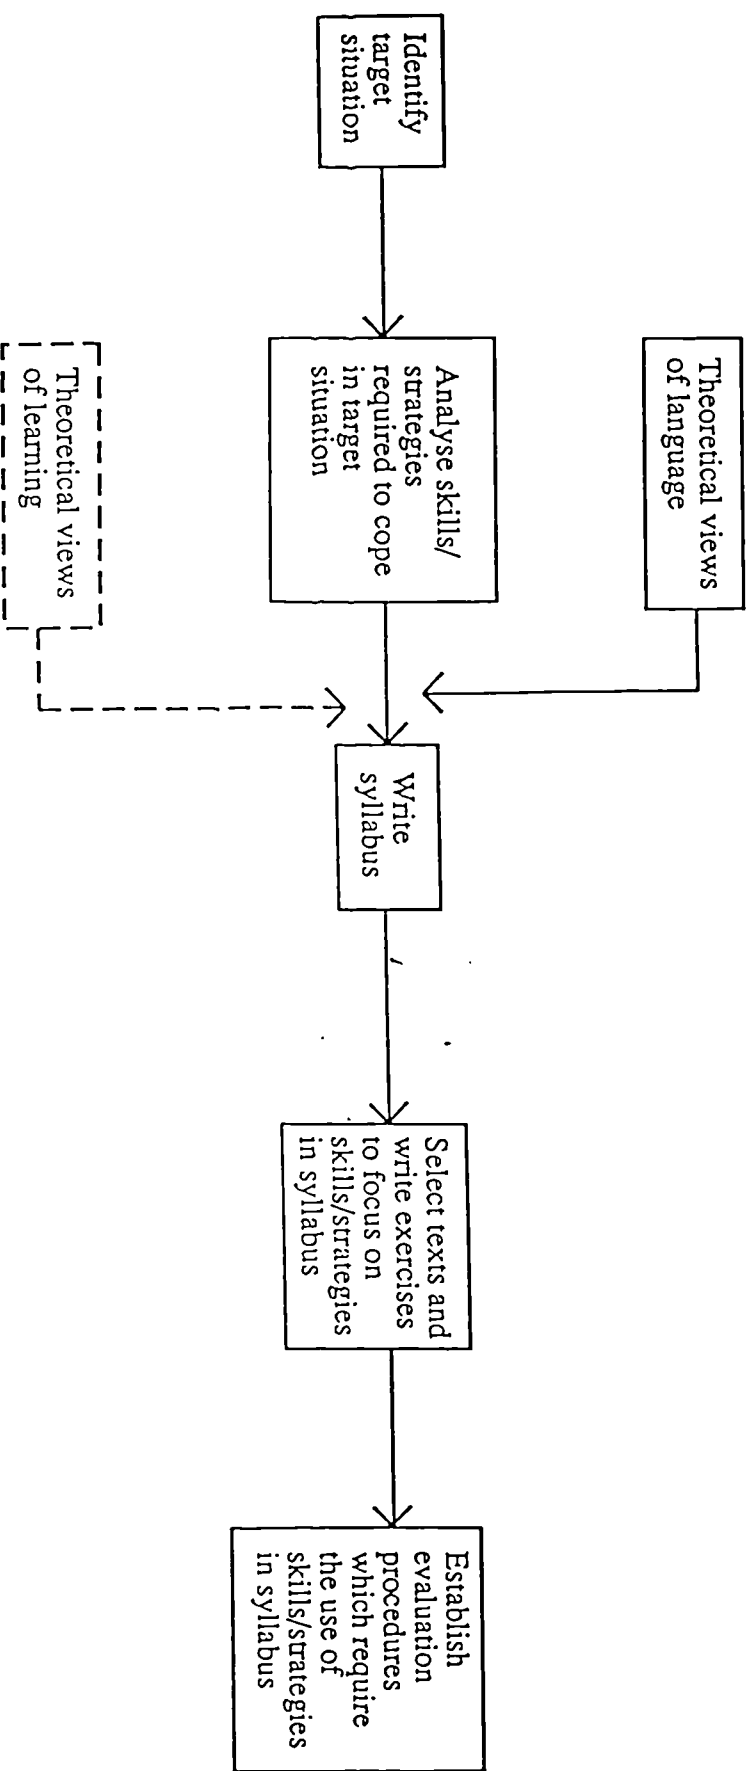 Theoretical views
of language
Identify
target
situation
Analyse skills/
strategies
required to cope
in target
situation
Write
syllabus
Select texts and
write exercises
to focus on
skills/strategies
in syllabus
Establish
evaluation
procedures
which require
the use of
skills/strategies
in syllabus
Theoretical views
of learning